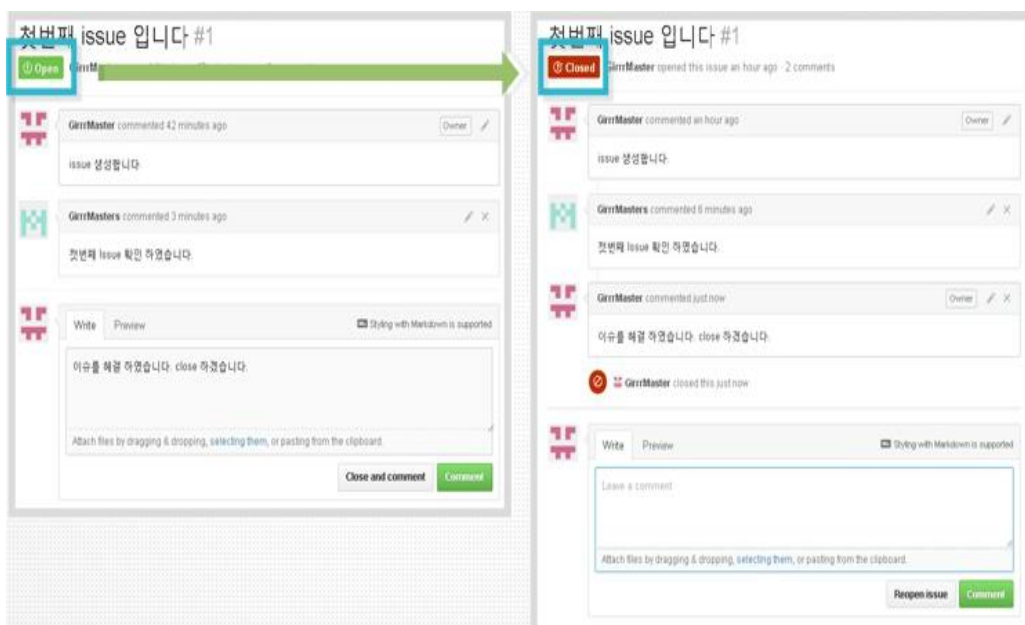 첫번째 issue 입니다 #1
Open
GirrrMaster commented 42 minutes ago
Owner
issue 생성합니다.
GirrrMasters commented 3 minutes ago
첫번째 Issue 확인 하였습니다.
Write Preview Styling with Markdown is supported
이슈를 해결 하였습니다. close 하겠습니다.
Attach files by dragging & dropping, selecting them, or pasting from the clipboard.
Close and comment Comment
첫번째 issue 입니다 #1
Closed GirrrMaster opened this issue an hour ago · 2 comments
GirrrMaster commented an hour ago
Owner
issue 생성합니다.
GirrrMasters commented 6 minutes ago
첫번째 Issue 확인 하였습니다.
GirrrMaster commented just now
Owner
이슈를 해결 하였습니다. close 하겠습니다.
GirrrMaster closed this just now
Write Preview Styling with Markdown is supported
Leave a comment
Attach files by dragging & dropping, selecting them, or pasting from the clipboard.
Reopen issue Comment